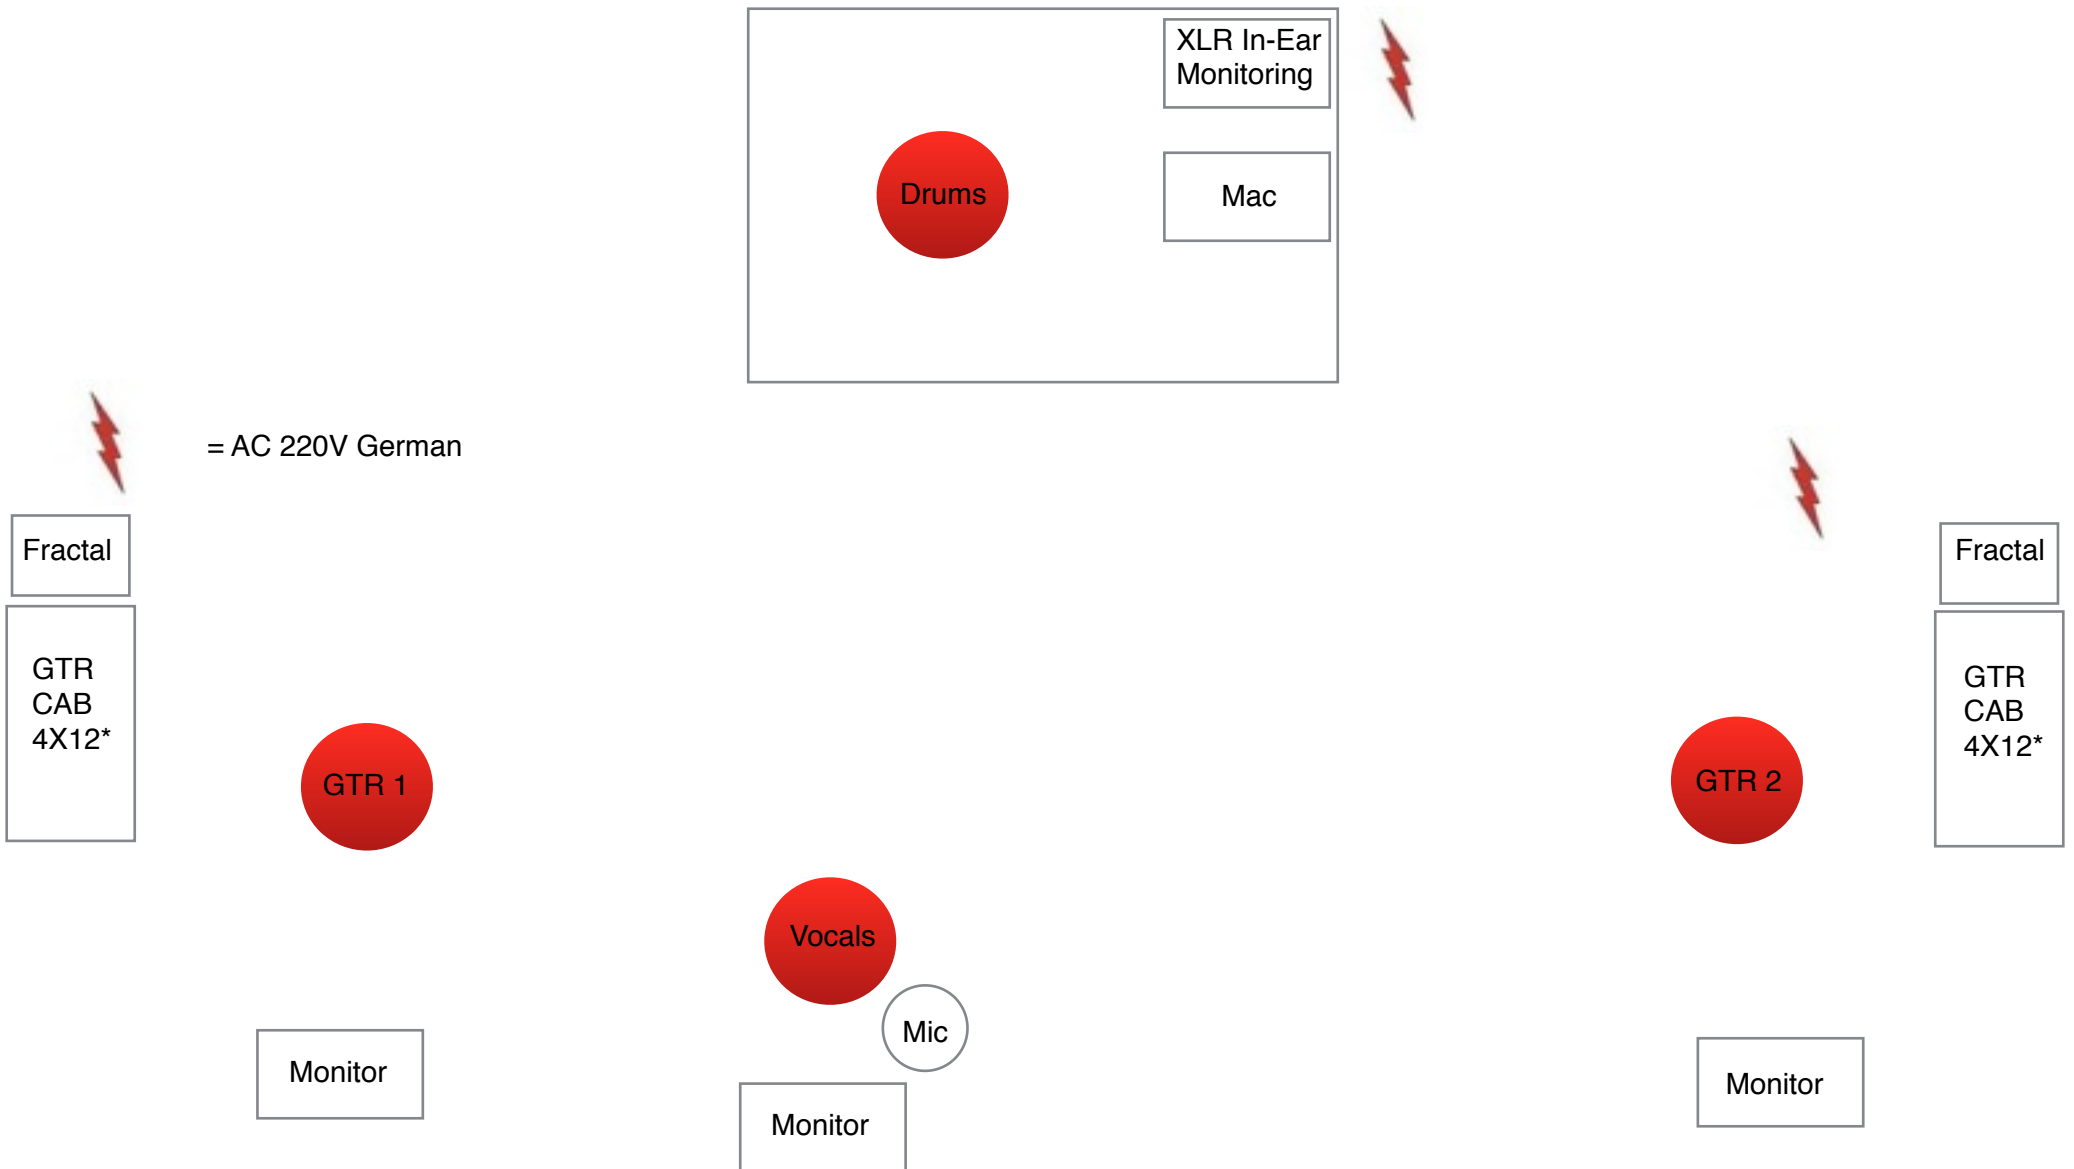 XLR In-Ear
Monitoring
Drums
Mac
= AC 220V German
Fractal
Fractal
GTR
CAB
4X12*
GTR
CAB
4X12*
GTR 1
GTR 2
Vocals
Mic
Monitor
Monitor
Monitor